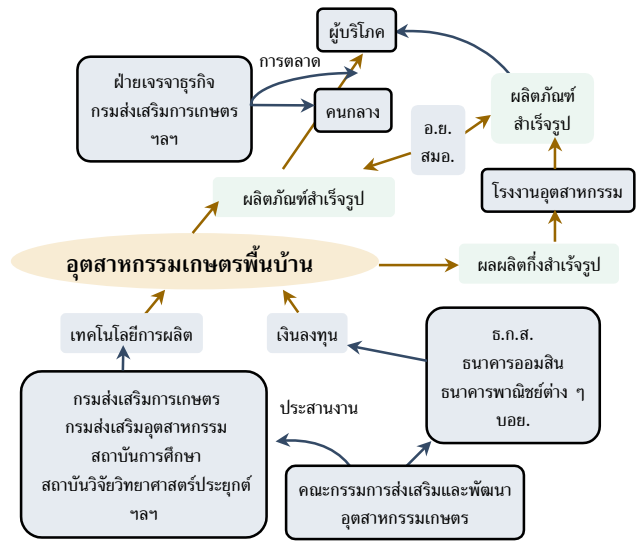 ผู้บริโภค
การตลาด
ฝ่ายเจรจาธุรกิจ
กรมส่งเสริมการเกษตร
ฯลฯ
คนกลาง
อ.ย.
สมอ.
ผลิตภัณฑ์
สำเร็จรูป
ผลิตภัณฑ์สำเร็จรูป
โรงงานอุตสาหกรรม
อุตสาหกรรมเกษตรพื้นบ้าน
ผลผลิตกึ่งสำเร้จรูป
เทคโนโลยีการผลิต
เงินลงทุน
ธ.ก.ส.
ธนาคารออมสิน
ธนาคารพาณิชย์ต่าง ๆ
บอย.
กรมส่งเสริมการเกษตร
กรมส่งเสริมอุตสาหกรรม
สถาบันการศึกษา
สถาบันวิจัยวิทยาศาสตร์ประยุกต์
ฯลฯ
ประสานงาน
คณะกรรมการส่งเสริมและพัฒนา
อุตสาหกรรมเกษตร